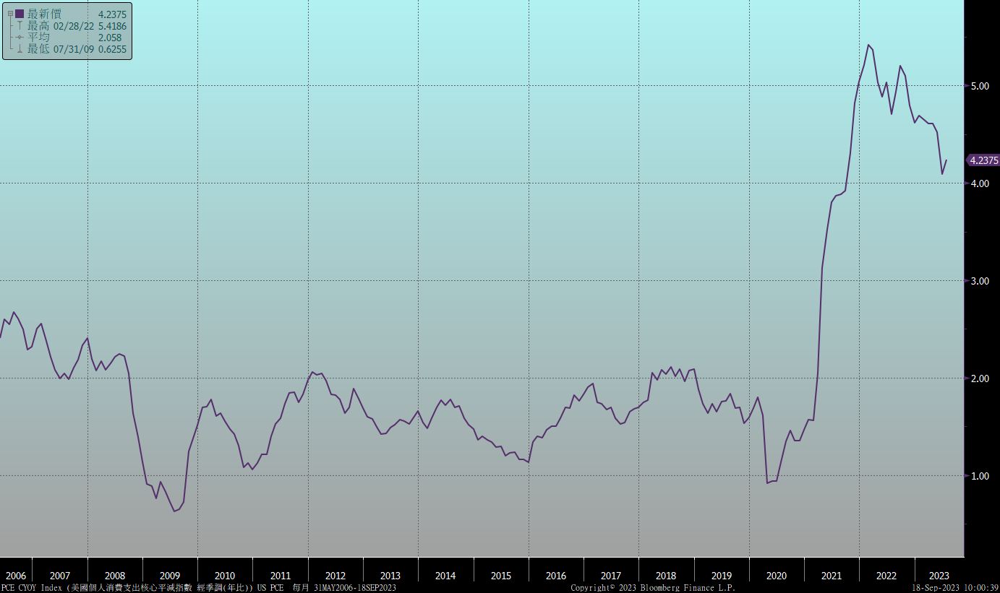 最新價 4.2375
最高 02/28/22 5.4186
平均 2.058
最低 07/31/09 0.6255
5.00
4.2375
4.00
3.00
2.00
1.00
2006 2007 2008 2009 2010 2011 2012 2013 2014 2015 2016 2017 2018 2019 2020 2021 2022 2023
PCE CYOY Index (美國個人消費支出核心平減指數 經季調(年比)) US PCE 每月 31MAY2006-18SEP2023 Copyright© 2023 Bloomberg Finance L.P. 18-Sep-2023 10:00:39